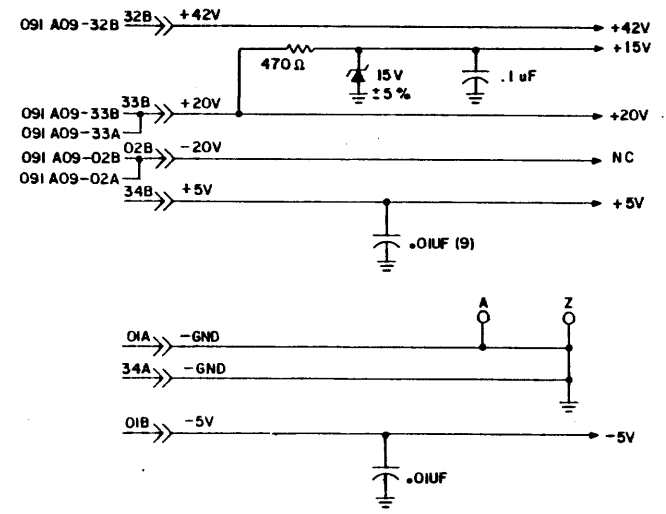 091 A09-32B 32B +42V +42V
+15V
470Ω 15V ±5% .1uF
091 A09-33B 33B +20V +20V
091 A09-33A
091 A09-02B 02B -20V NC
091 A09-02A
34B +5V +5V
.01UF (9)
A Z
01A -GND
34A -GND
01B -5V -5V
.01UF